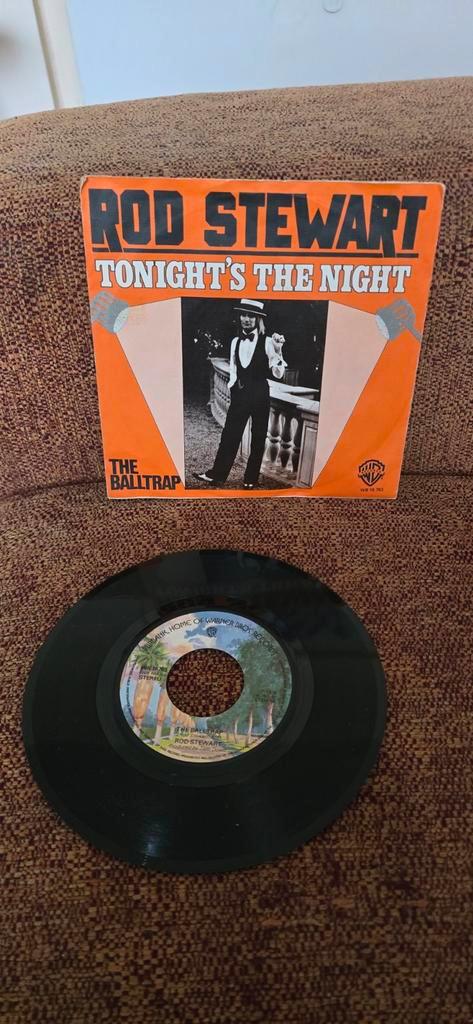 ROD STEWART
TONIGHT'S THE NIGHT
THE
BALLTRAP
WB
BURBANK, HOME OF WARNER BROS. RECORDS
STEREO
THE BALLTRAP
ROD STEWART